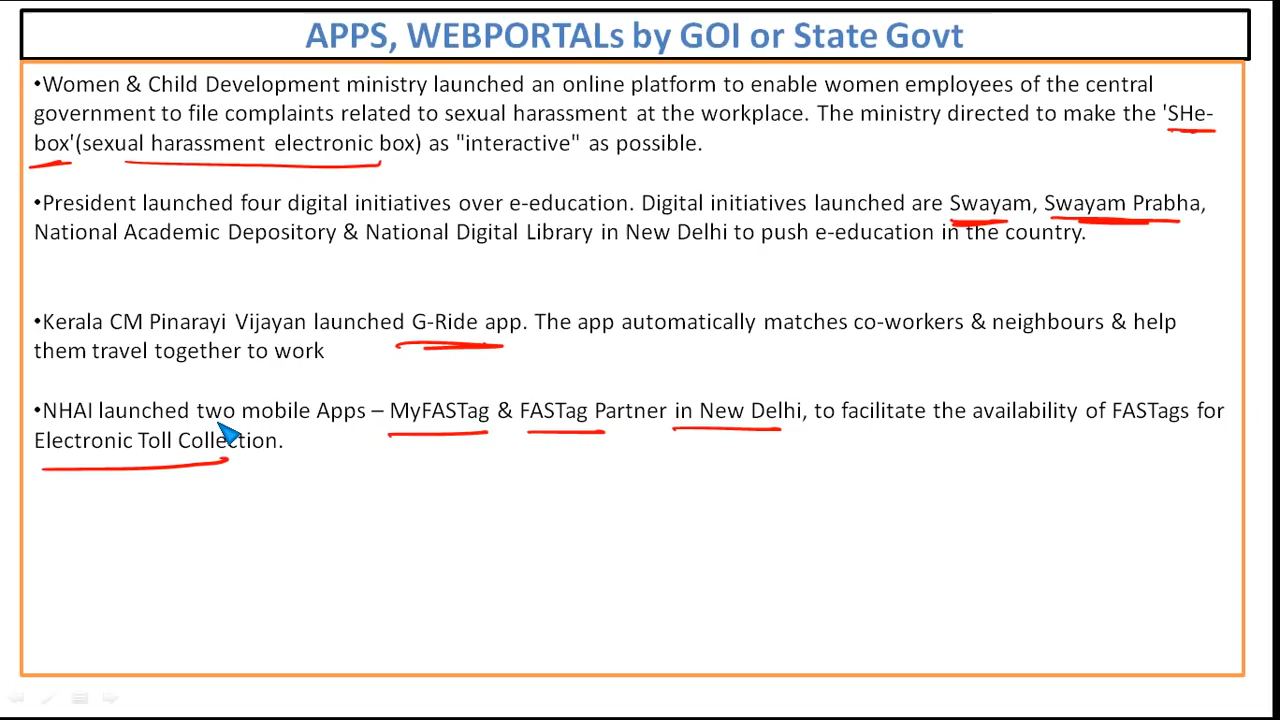 APPS, WEBPORTALs by GOI or State Govt
•Women & Child Development ministry launched an online platform to enable women employees of the central
government to file complaints related to sexual harassment at the workplace. The ministry directed to make the 'SHe-
box'(sexual harassment electronic box) as "interactive" as possible.
•President launched four digital initiatives over e-education. Digital initiatives launched are Swayam, Swayam Prabha,
National Academic Depository & National Digital Library in New Delhi to push e-education in the country.
•Kerala CM Pinarayi Vijayan launched G-Ride app. The app automatically matches co-workers & neighbours & help
them travel together to work
•NHAI launched two mobile Apps – MyFASTag & FASTag Partner in New Delhi, to facilitate the availability of FASTags for
Electronic Toll Collection.